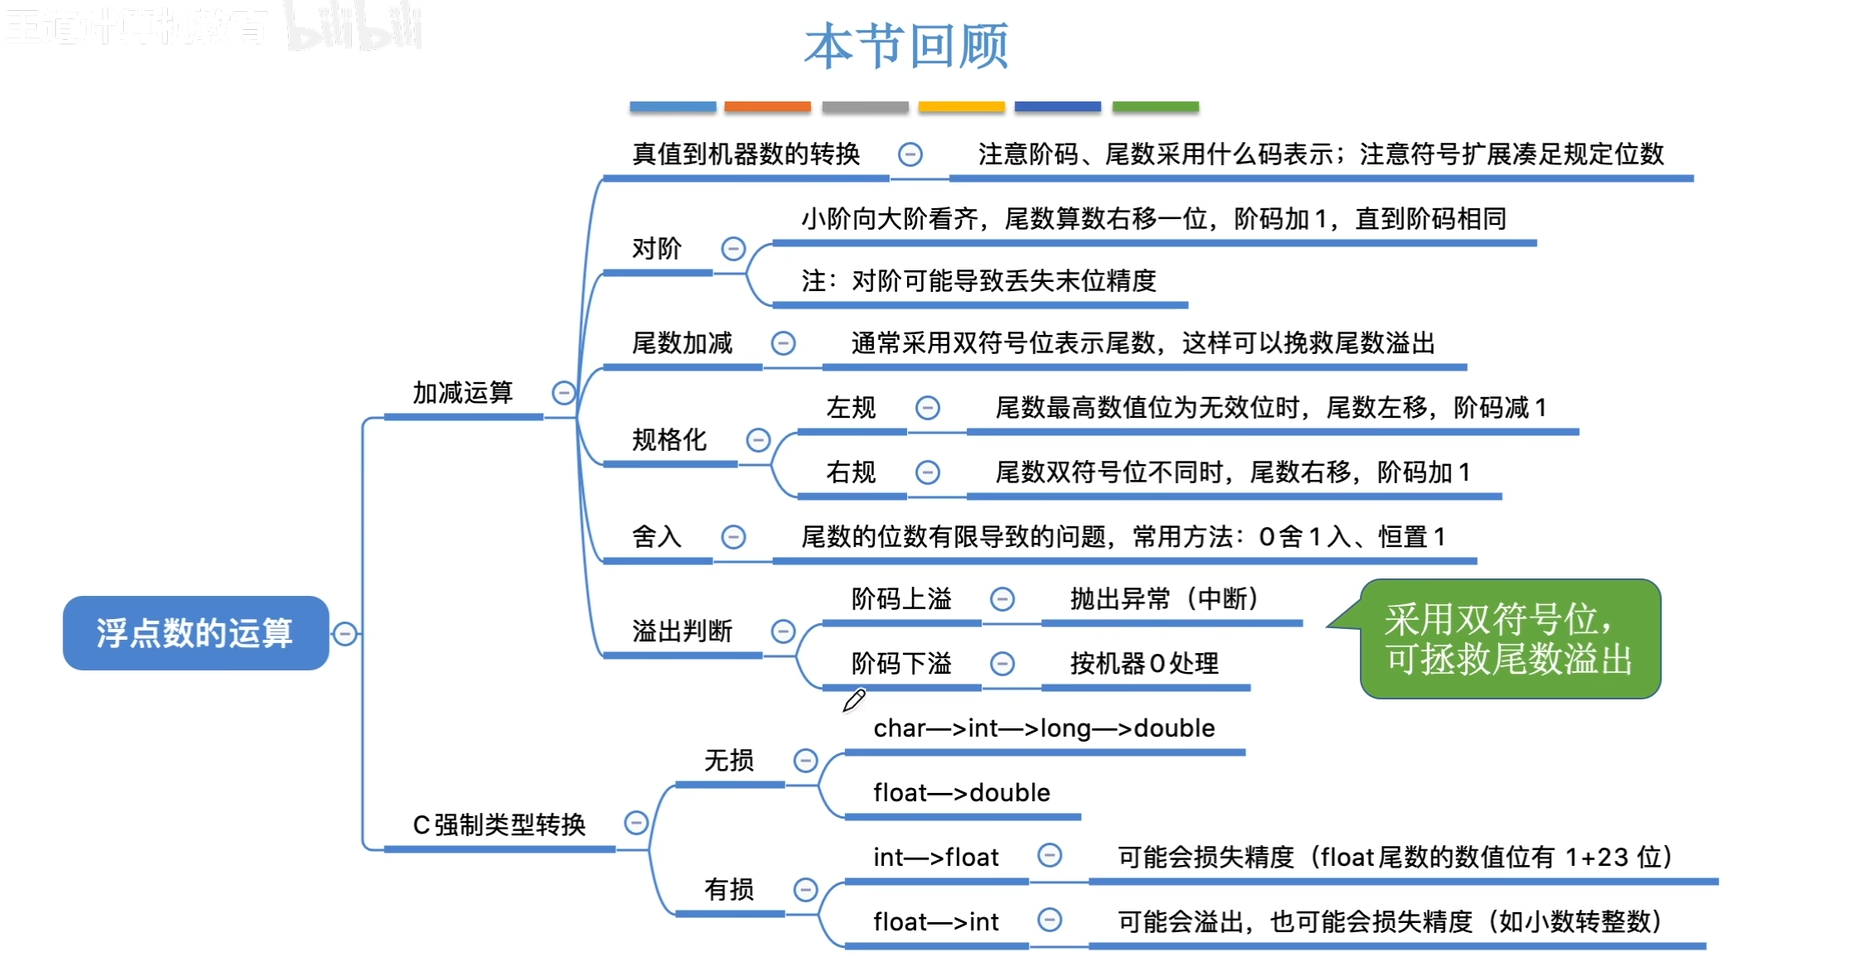 王道计算机教育 bilibili
本节回顾
真值到机器数的转换
注意阶码、尾数采用什么码表示；注意符号扩展凑足规定位数
对阶
小阶向大阶看齐，尾数算数右移一位，阶码加1，直到阶码相同
注：对阶可能导致丢失末位精度
尾数加减
通常采用双符号位表示尾数，这样可以挽救尾数溢出
加减运算
规格化
左规
尾数最高数值位为无效位时，尾数左移，阶码减1
右规
尾数双符号位不同时，尾数右移，阶码加1
舍入
尾数的位数有限导致的问题，常用方法：0舍1入、恒置1
溢出判断
阶码上溢
抛出异常（中断）
阶码下溢
按机器0处理
采用双符号位，
可拯救尾数溢出
浮点数的运算
C强制类型转换
无损
char—>int—>long—>double
float—>double
有损
int—>float
可能会损失精度（float尾数的数值位有 1+23 位）
float—>int
可能会溢出，也可能会损失精度（如小数转整数）